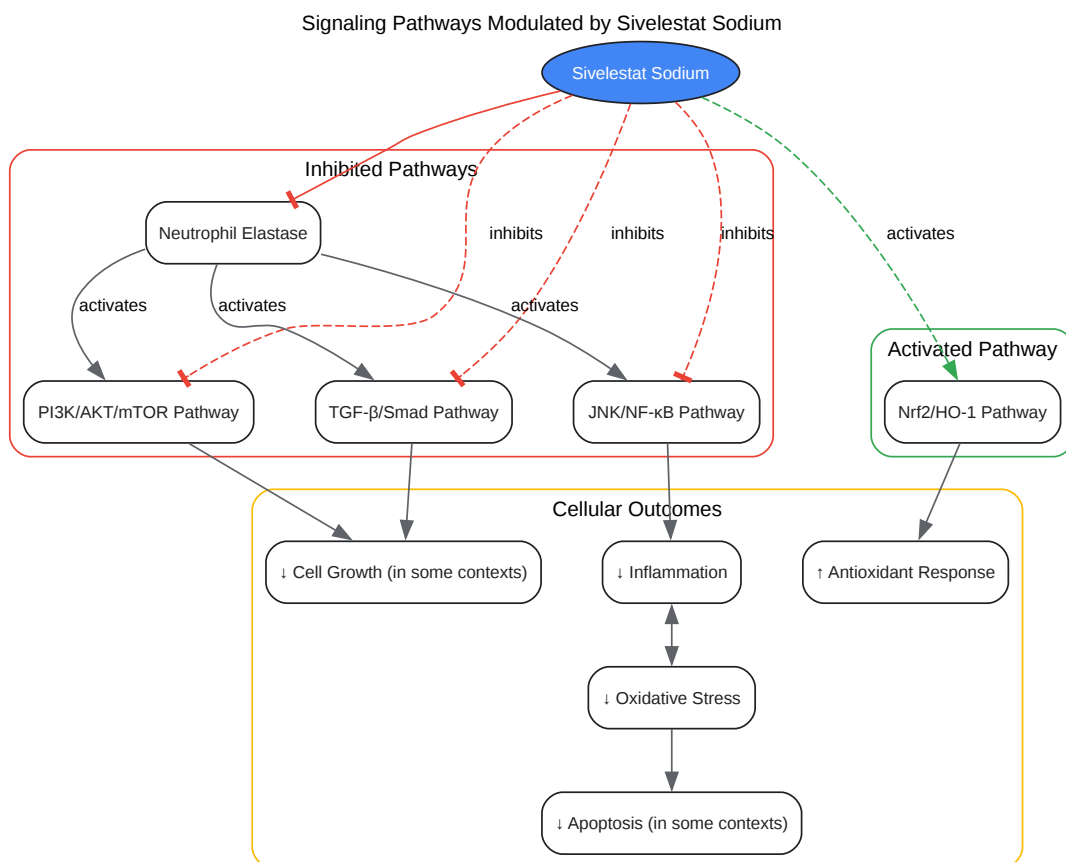 Signaling Pathways Modulated by Sivelestat Sodium
Sivelestat Sodium
Inhibited Pathways
Neutrophil Elastase
inhibits
inhibits
inhibits
activates
activates
activates
activates
Activated Pathway
PI3K/AKT/mTOR Pathway
TGF-β/Smad Pathway
JNK/NF-κB Pathway
Nrf2/HO-1 Pathway
Cellular Outcomes
↓ Cell Growth (in some contexts)
↓ Inflammation
↑ Antioxidant Response
↓ Oxidative Stress
↓ Apoptosis (in some contexts)